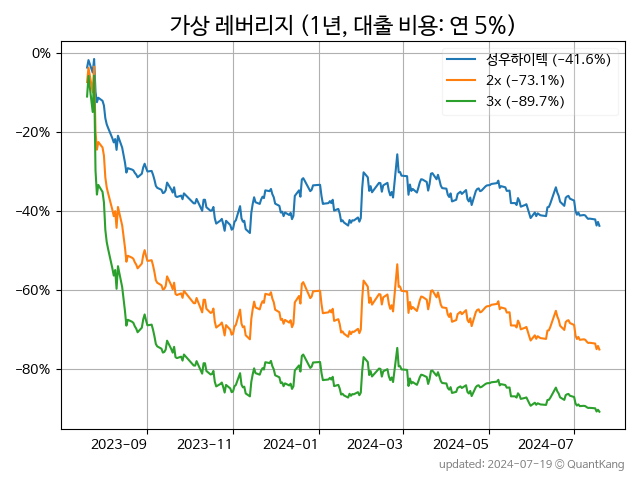 가상 레버리지 (1년, 대출 비용: 연 5%)
성우하이텍 (−41.6%)
2x (−73.1%)
3x (−89.7%)
0%
−20%
−40%
−60%
−80%
2023-09 2023-11 2024-01 2024-03 2024-05 2024-07
updated: 2024-07-19 © QuantKang